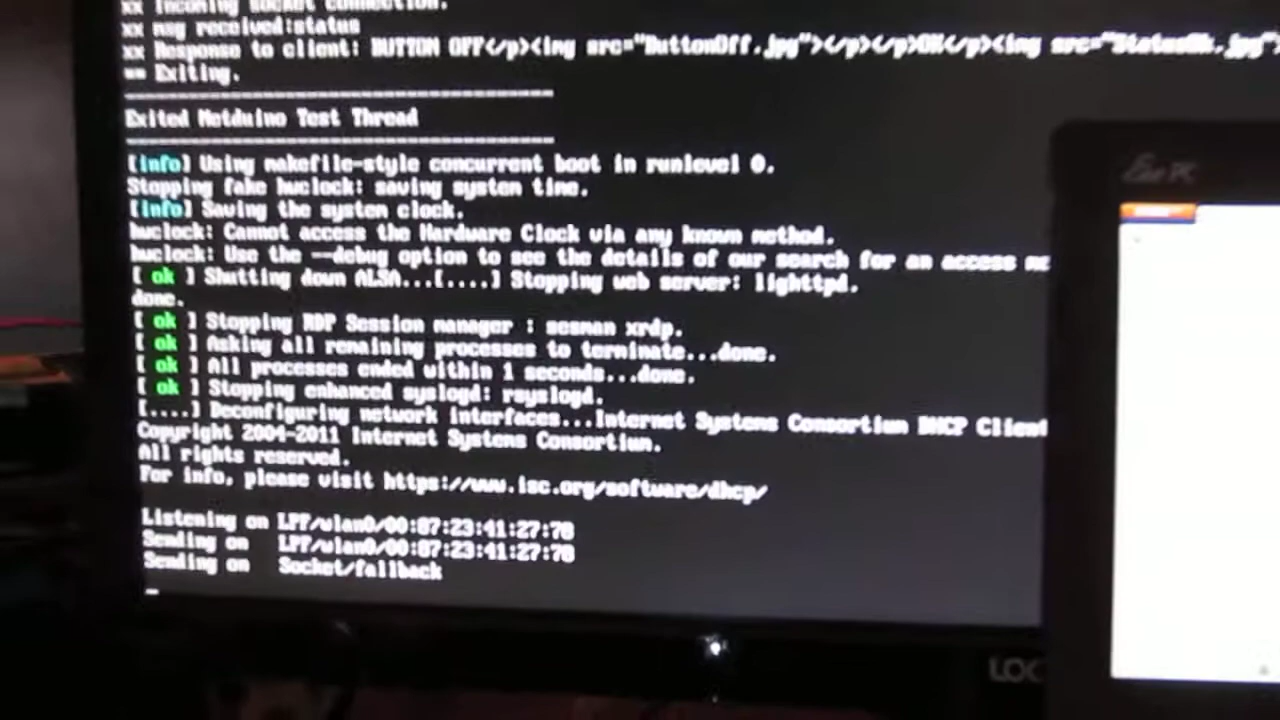 xx Incoming socket connection.
xx msg received:status
xx Response to client: BUTTON OFF</p><img src="ButtonOff.jpg"></p></p>OK</p><img src="StatusOk.jpg">
== Exiting.
Exited Netduino Test Thread
[info] Using makefile-style concurrent boot in runlevel 0.
Stopping fake hwclock: saving system time.
[info] Saving the system clock.
hwclock: Cannot access the Hardware Clock via any known method.
hwclock: Use the --debug option to see the details of our search for an access
[ ok ] Shutting down ALSA...[....] Stopping web server: lighttpd.
done.
[ ok ] Stopping RDP Session manager : sesman xrdp.
[ ok ] Asking all remaining processes to terminate...done.
[ ok ] All processes ended within 1 seconds...done.
[ ok ] Stopping enhanced syslogd: rsyslogd.
[....] Deconfiguring network interfaces...Internet Systems Consortium DHCP Client
Copyright 2004-2011 Internet Systems Consortium.
All rights reserved.
For info, please visit https://www.isc.org/software/dhcp/
Listening on LPF/wlan0/00:87:23:41:27:78
Sending on LPF/wlan0/00:87:23:41:27:78
Sending on Socket/fallback
Eee PC
LOC